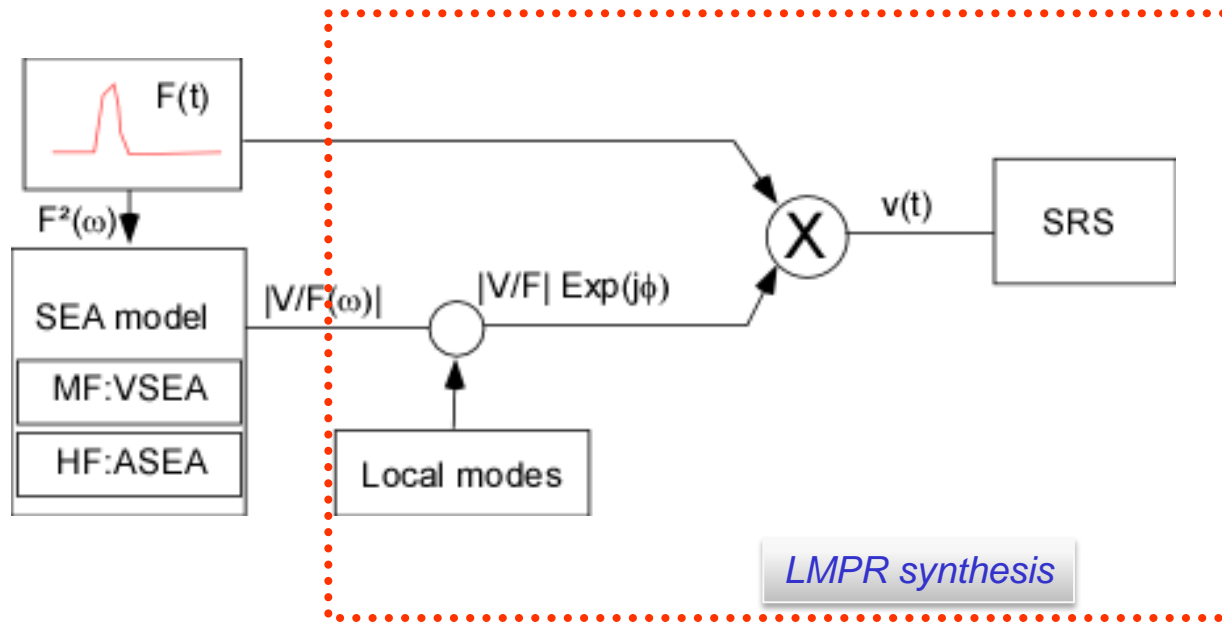 F(t)
F²(ω)
SEA model
MF:VSEA
HF:ASEA
|V/F(ω)|
|V/F| Exp(jϕ)
Local modes
X
v(t)
SRS
LMPR synthesis